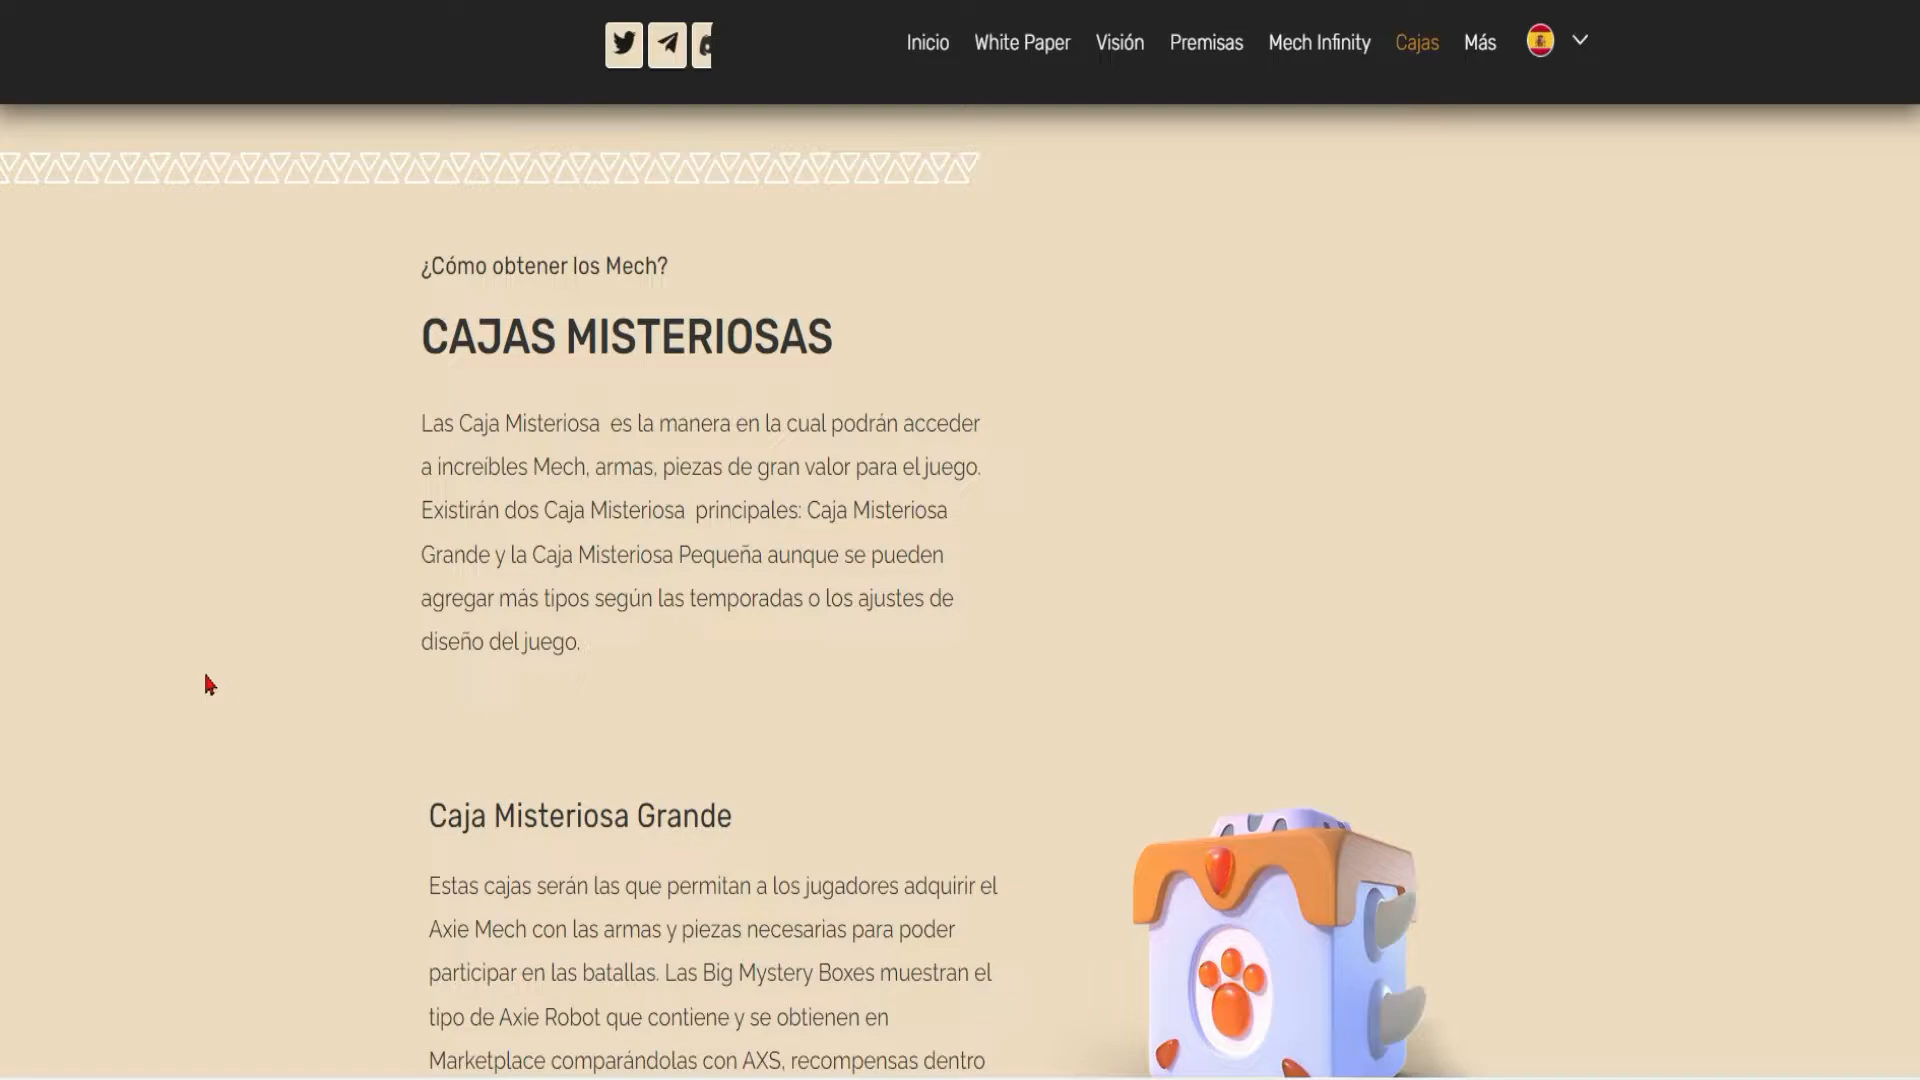 Inicio White Paper Visión Premisas Mech Infinity Cajas Más
¿Cómo obtener los Mech?
CAJAS MISTERIOSAS
Las Caja Misteriosa es la manera en la cual podrán acceder
a increíbles Mech, armas, piezas de gran valor para el juego.
Existirán dos Caja Misteriosa principales: Caja Misteriosa
Grande y la Caja Misteriosa Pequeña aunque se pueden
agregar más tipos según las temporadas o los ajustes de
diseño del juego.
Caja Misteriosa Grande
Estas cajas serán las que permitan a los jugadores adquirir el
Axie Mech con las armas y piezas necesarias para poder
participar en las batallas. Las Big Mystery Boxes muestran el
tipo de Axie Robot que contiene y se obtienen en
Marketplace comparándolas con AXS, recompensas dentro